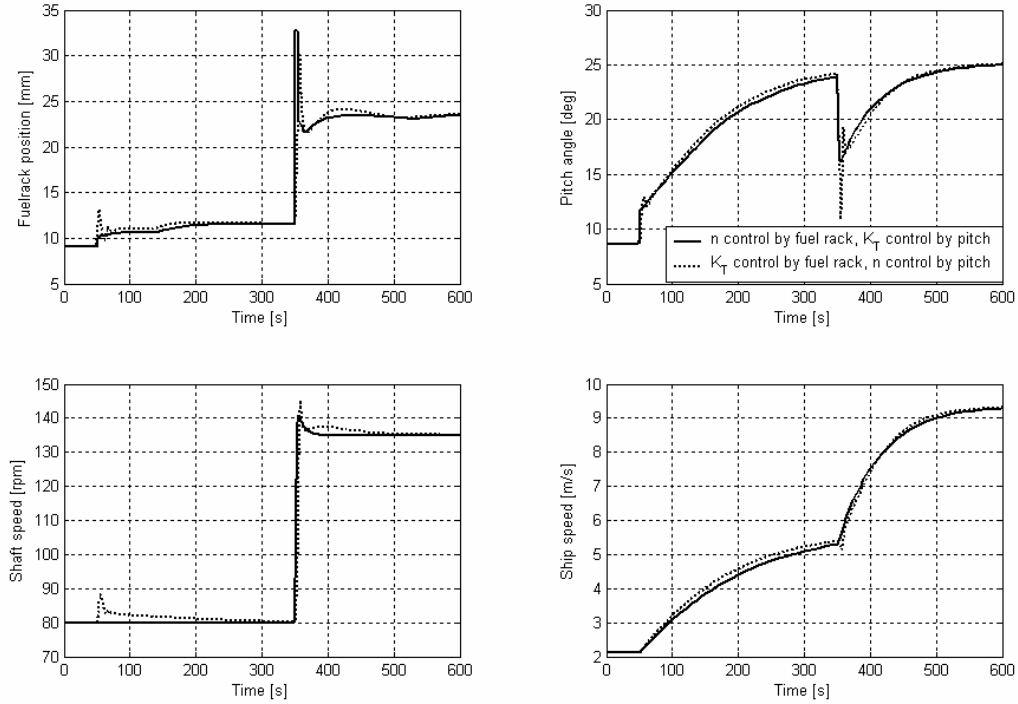 35
30
25
20
15
10
5
0 100 200 300 400 500 600
Time [s]
Fuelrack position [mm]
30
25
20
15
10
5
0 100 200 300 400 500 600
Time [s]
Pitch angle [deg]
n control by fuel rack, K_T control by pitch
K_T control by fuel rack, n control by pitch
150
140
130
120
110
100
90
80
70
0 100 200 300 400 500 600
Time [s]
Shaft speed [rpm]
10
9
8
7
6
5
4
3
2
0 100 200 300 400 500 600
Time [s]
Ship speed [m/s]